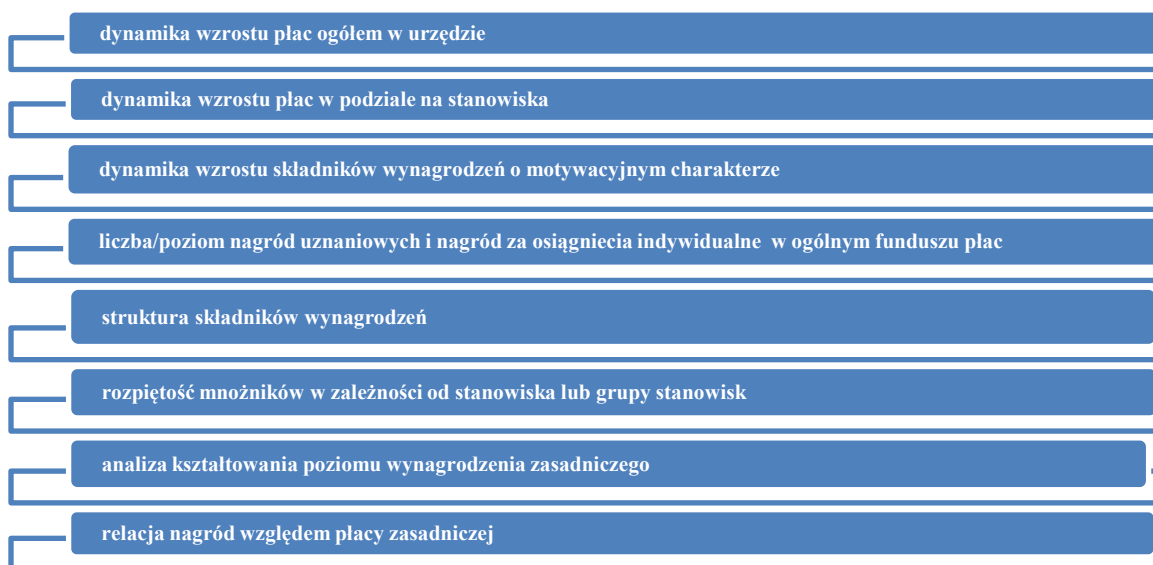 dynamika wzrostu płac ogółem w urzędzie
dynamika wzrostu płac w podziale na stanowiska
dynamika wzrostu składników wynagrodzeń o motywacyjnym charakterze
liczba/poziom nagród uznaniowych i nagród za osiągniecia indywidualne w ogólnym funduszu płac
struktura składników wynagrodzeń
rozpiętość mnożników w zależności od stanowiska lub grupy stanowisk
analiza kształtowania poziomu wynagrodzenia zasadniczego
relacja nagród względem płacy zasadniczej